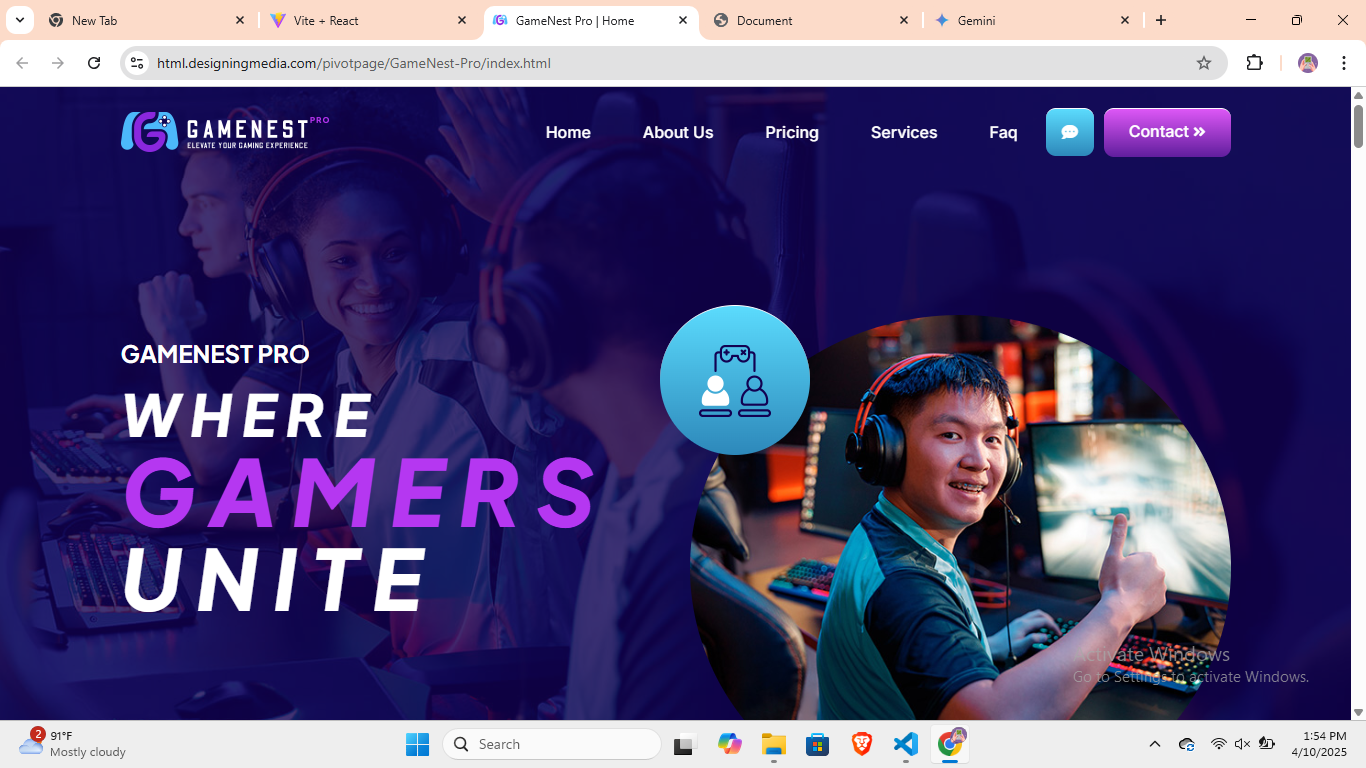 New Tab
Vite + React
GameNest Pro | Home
Document
Gemini
html.designingmedia.com/pivotpage/GameNest-Pro/index.html
GAMENEST PRO
ELEVATE YOUR GAMING EXPERIENCE
Home
About Us
Pricing
Services
Faq
Contact
GAMENEST PRO
WHERE
GAMERS
UNITE
Activate Windows
Go to Settings to activate Windows.
2
91°F
Mostly cloudy
Search
1:54 PM
4/10/2025